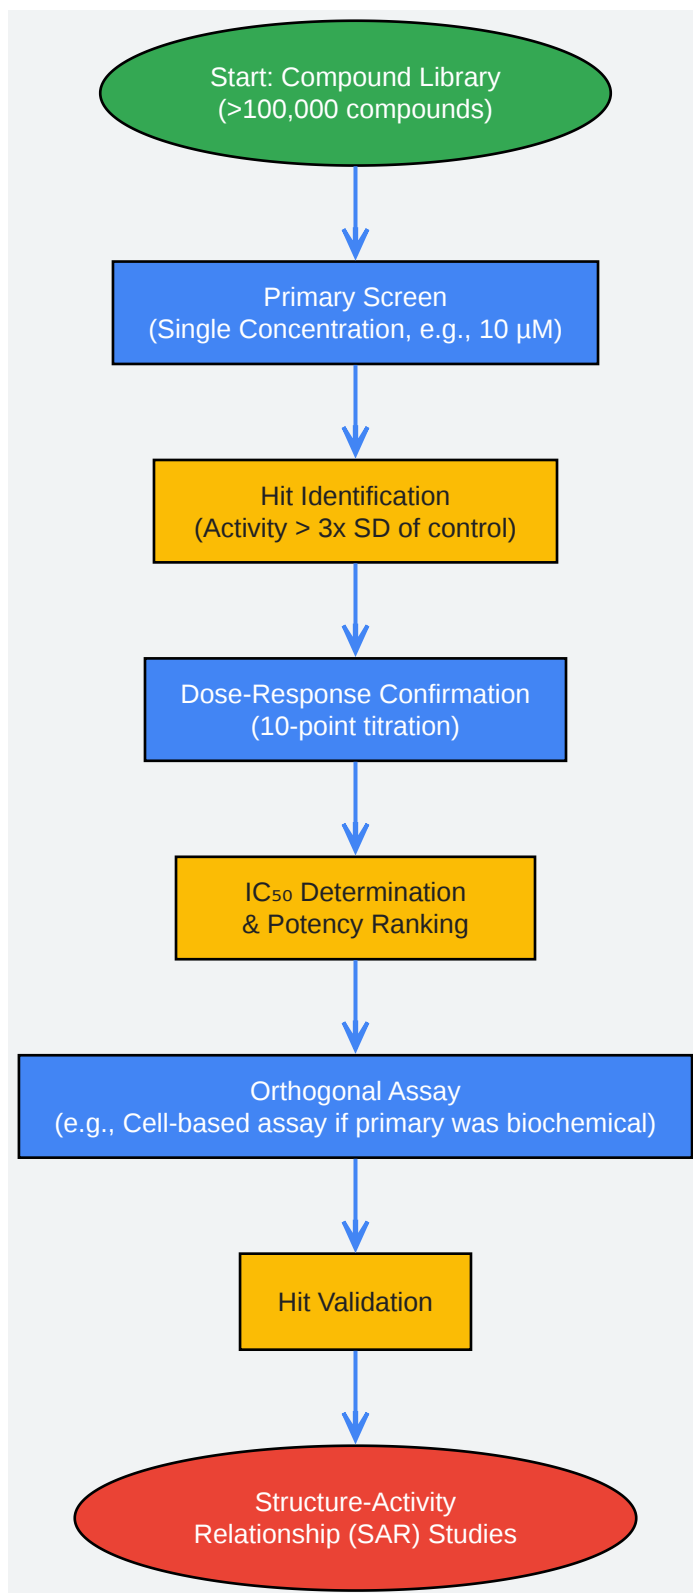 Start: Compound Library
(>100,000 compounds)
Primary Screen
(Single Concentration, e.g., 10 µM)
Hit Identification
(Activity > 3x SD of control)
Dose-Response Confirmation
(10-point titration)
IC₅₀ Determination
& Potency Ranking
Orthogonal Assay
(e.g., Cell-based assay if primary was biochemical)
Hit Validation
Structure-Activity
Relationship (SAR) Studies